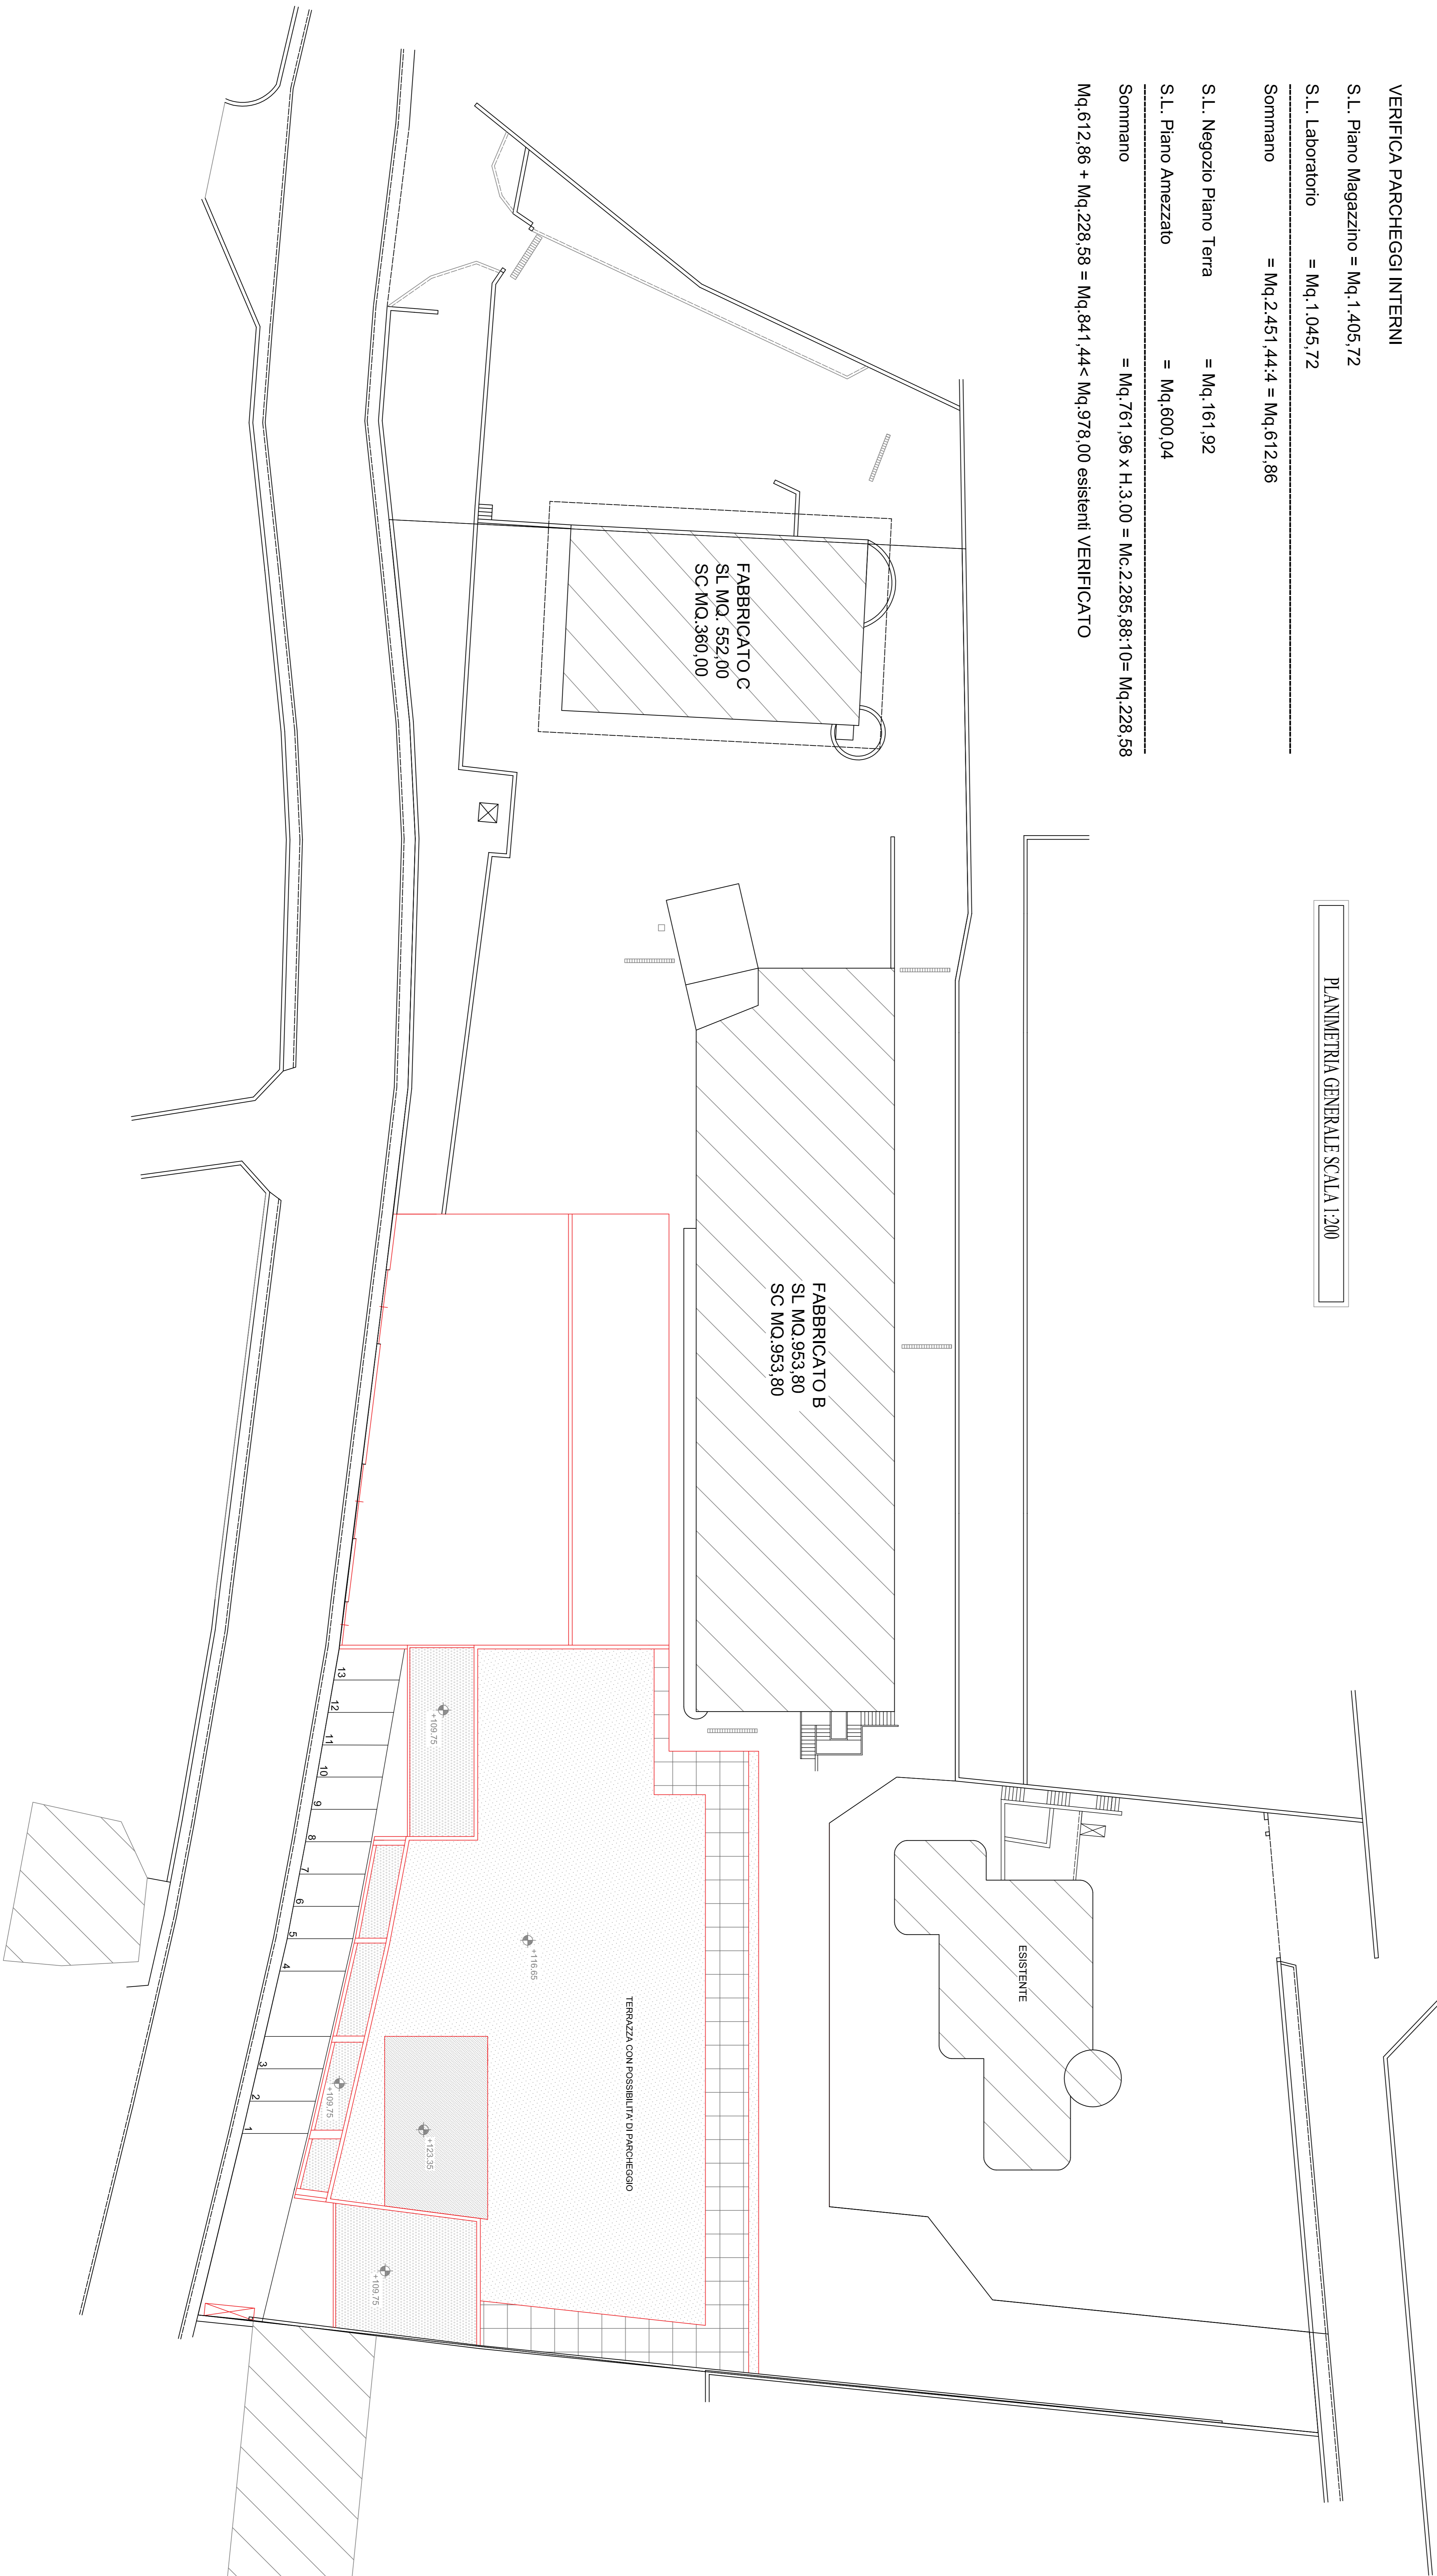 VERIFICA PARCHEGGI INTERNI
S.L. Piano Magazzino = Mq.1.405,72
S.L. Laboratorio = Mq.1.045,72
Sommano = Mq.2.451,44:4 = Mq.612,86
S.L. Negozio Piano Terra = Mq.161,92
S.L. Piano Amezzato = Mq.600,04
Sommano = Mq.761,96 x H.3.00 = Mc.2.285,88:10= Mq.228,58
Mq.612,86 + Mq.228,58 = Mq.841,44< Mq.978,00 esistenti VERIFICATO
PLANIMETRIA GENERALE SCALA 1:200
FABBRICATO C
SL MQ. 552,00
SC MQ.360,00
FABBRICATO B
SL MQ.953,80
SC MQ.953,80
ESISTENTE
TERRAZZA CON POSSIBILITA' DI PARCHEGGIO
+116.65
+109.75
+123.35
+109.75
+109.75
13
12
11
10
9
8
7
6
5
4
3
2
1